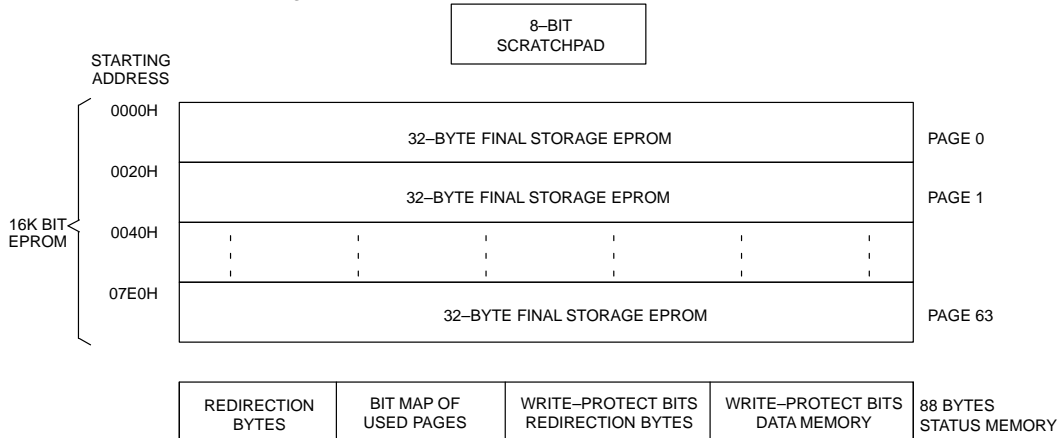 8–BIT
SCRATCHPAD
STARTING
ADDRESS
0000H
32–BYTE FINAL STORAGE EPROM
PAGE 0
0020H
32–BYTE FINAL STORAGE EPROM
PAGE 1
16K BIT
EPROM
0040H
07E0H
32–BYTE FINAL STORAGE EPROM
PAGE 63
REDIRECTION
BYTES
BIT MAP OF
USED PAGES
WRITE–PROTECT BITS
REDIRECTION BYTES
WRITE–PROTECT BITS
DATA MEMORY
88 BYTES
STATUS MEMORY